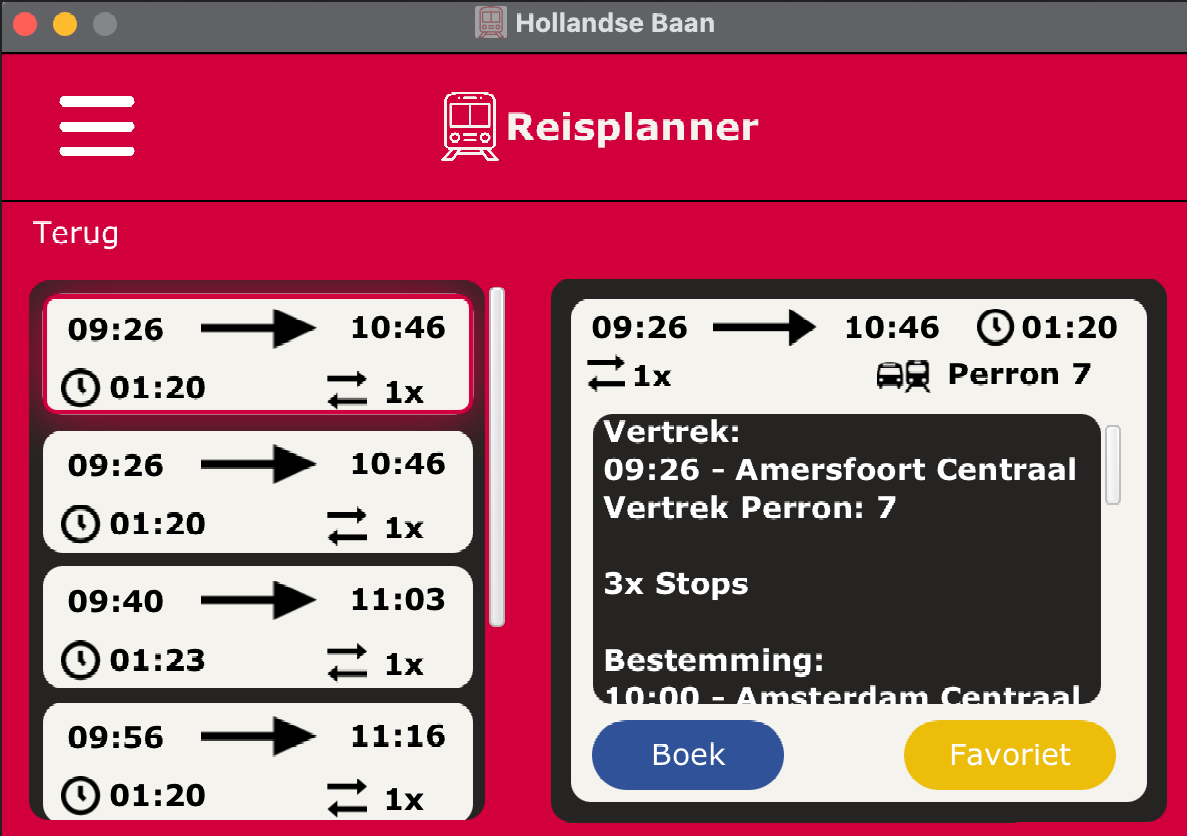 Hollandse Baan
Reisplanner
Terug
09:26 10:46
01:20 1x
09:26 10:46
01:20 1x
09:40 11:03
01:23 1x
09:56 11:16
01:20 1x
09:26 10:46 01:20
1x Perron 7
Vertrek:
09:26 - Amersfoort Centraal
Vertrek Perron: 7
3x Stops
Bestemming:
10:00 - Amsterdam Centraal
Boek Favoriet